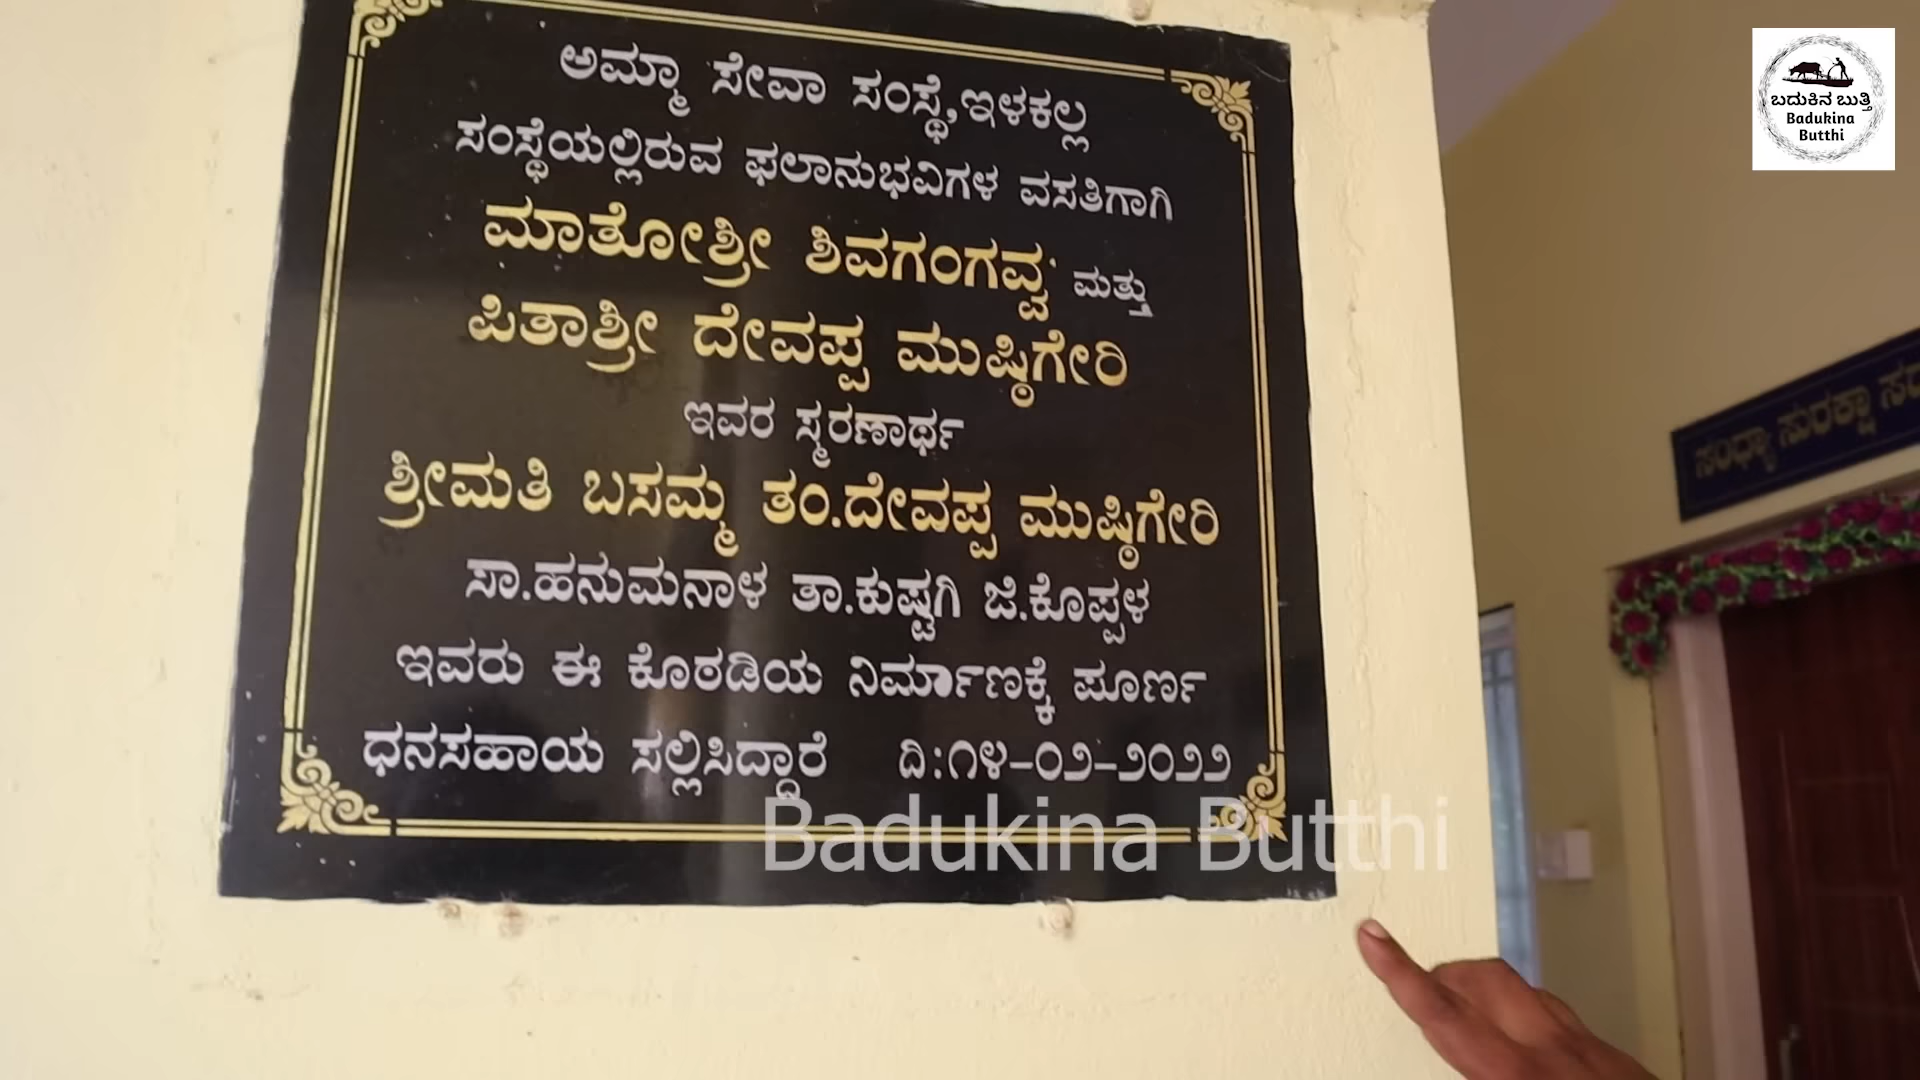 ಅಮ್ಮಾ ಸೇವಾ ಸಂಸ್ಥೆ,ಇಳಕಲ್ಲ
ಸಂಸ್ಥೆಯಲ್ಲಿರುವ ಫಲಾನುಭವಿಗಳ ವಸತಿಗಾಗಿ
ಮಾತೋಶ್ರೀ ಶಿವಗಂಗವ್ವ ಮತ್ತು
ಪಿತಾಶ್ರೀ ದೇವಪ್ಪ ಮುಷ್ಠಿಗೇರಿ
ಇವರ ಸ್ಮರಣಾರ್ಥ
ಶ್ರೀಮತಿ ಬಸಮ್ಮ ತಂ.ದೇವಪ್ಪ ಮುಷ್ಠಿಗೇರಿ
ಸಾ.ಹನುಮನಾಳ ತಾ.ಕುಷ್ಟಗಿ ಜಿ.ಕೊಪ್ಪಳ
ಇವರು ಈ ಕೊಠಡಿಯ ನಿರ್ಮಾಣಕ್ಕೆ ಪೂರ್ಣ
ಧನಸಹಾಯ ಸಲ್ಲಿಸಿದ್ದಾರೆ ದಿ:೧೪-೦೨-೨೦೨೨
Badukina Butthi
ಬದುಕಿನ ಬುತ್ತಿ
Badukina
Butthi
ಸಂಧ್ಯಾ ಸುರಕ್ಷಾ